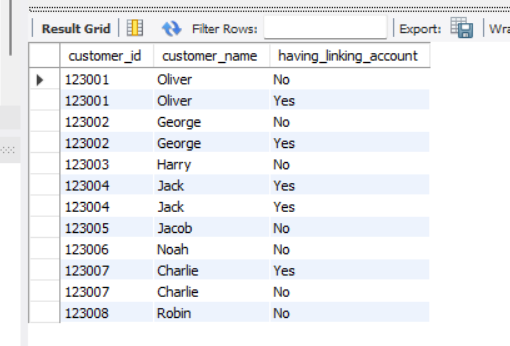 Result Grid Filter Rows: Export: Wra
customer_id customer_name having_linking_account
123001 Oliver No
123001 Oliver Yes
123002 George No
123002 George Yes
123003 Harry No
123004 Jack Yes
123004 Jack Yes
123005 Jacob No
123006 Noah No
123007 Charlie Yes
123007 Charlie No
123008 Robin No